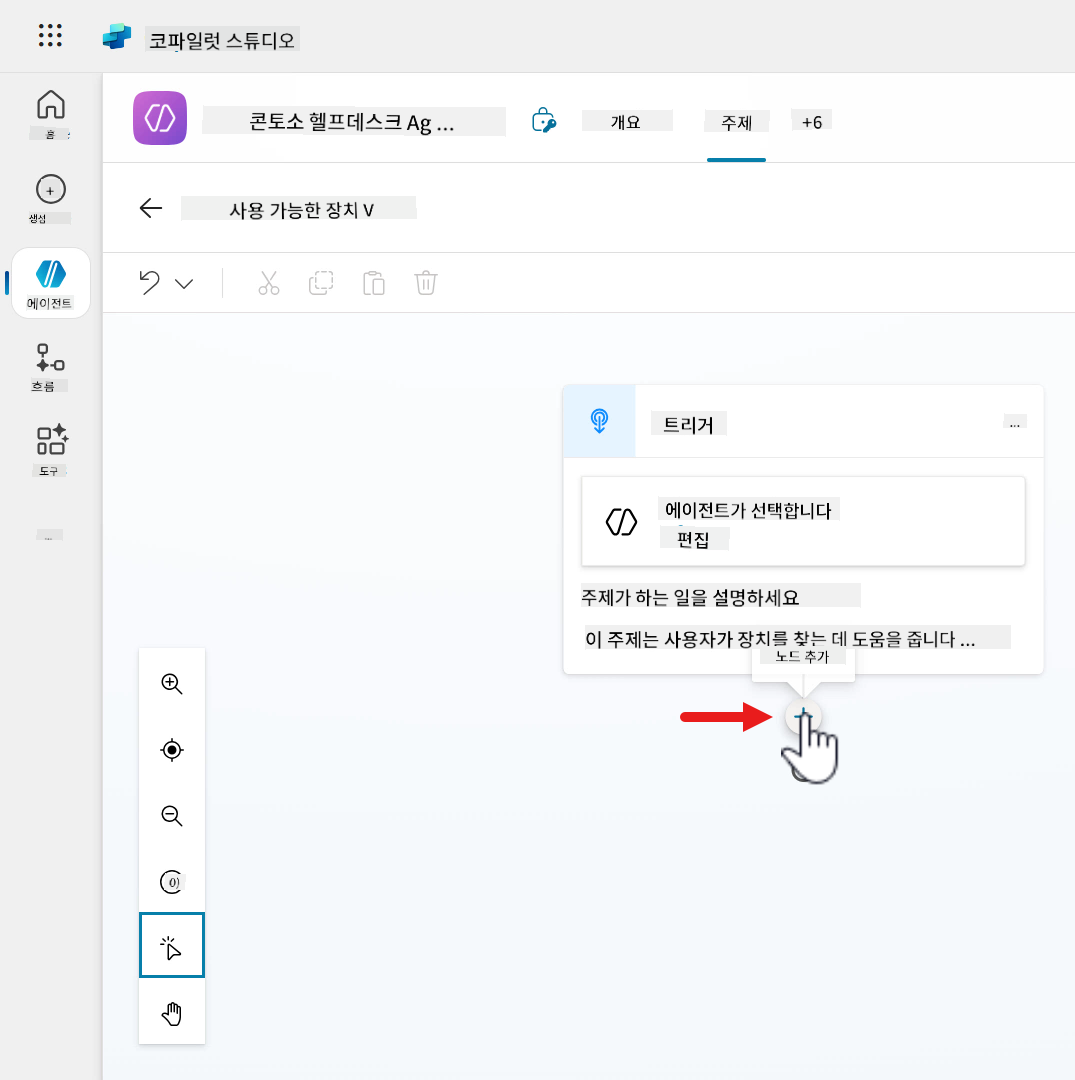 코파일럿 스튜디오
홈
콘토소 헬프데스크 Ag ...
개요
주제
+6
생성
사용 가능한 장치 V
에이전트
흐름
도구
...
트리거
...
에이전트가 선택합니다
편집
주제가 하는 일을 설명하세요
이 주제는 사용자가 장치를 찾는 데 도움을 줍니다 ...
노드 추가